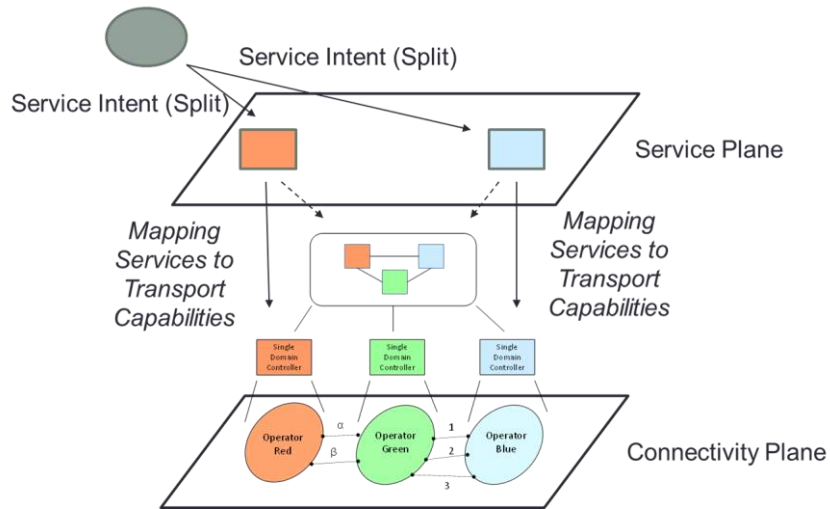 Service Intent (Split)
Service Intent (Split)
Service Plane
Mapping
Services to
Transport
Capabilities
Mapping
Services to
Transport
Capabilities
Single
Domain
Controller
Single
Domain
Controller
Single
Domain
Controller
Operator
Red
α
β
Operator
Green
1
2
3
Operator
Blue
Connectivity Plane